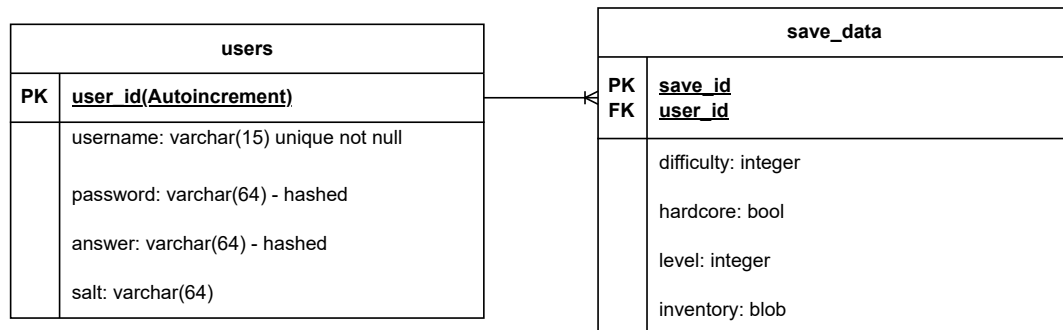 users
PK user_id(Autoincrement)
username: varchar(15) unique not null
password: varchar(64) - hashed
answer: varchar(64) - hashed
salt: varchar(64)
save_data
PK save_id
FK user_id
difficulty: integer
hardcore: bool
level: integer
inventory: blob